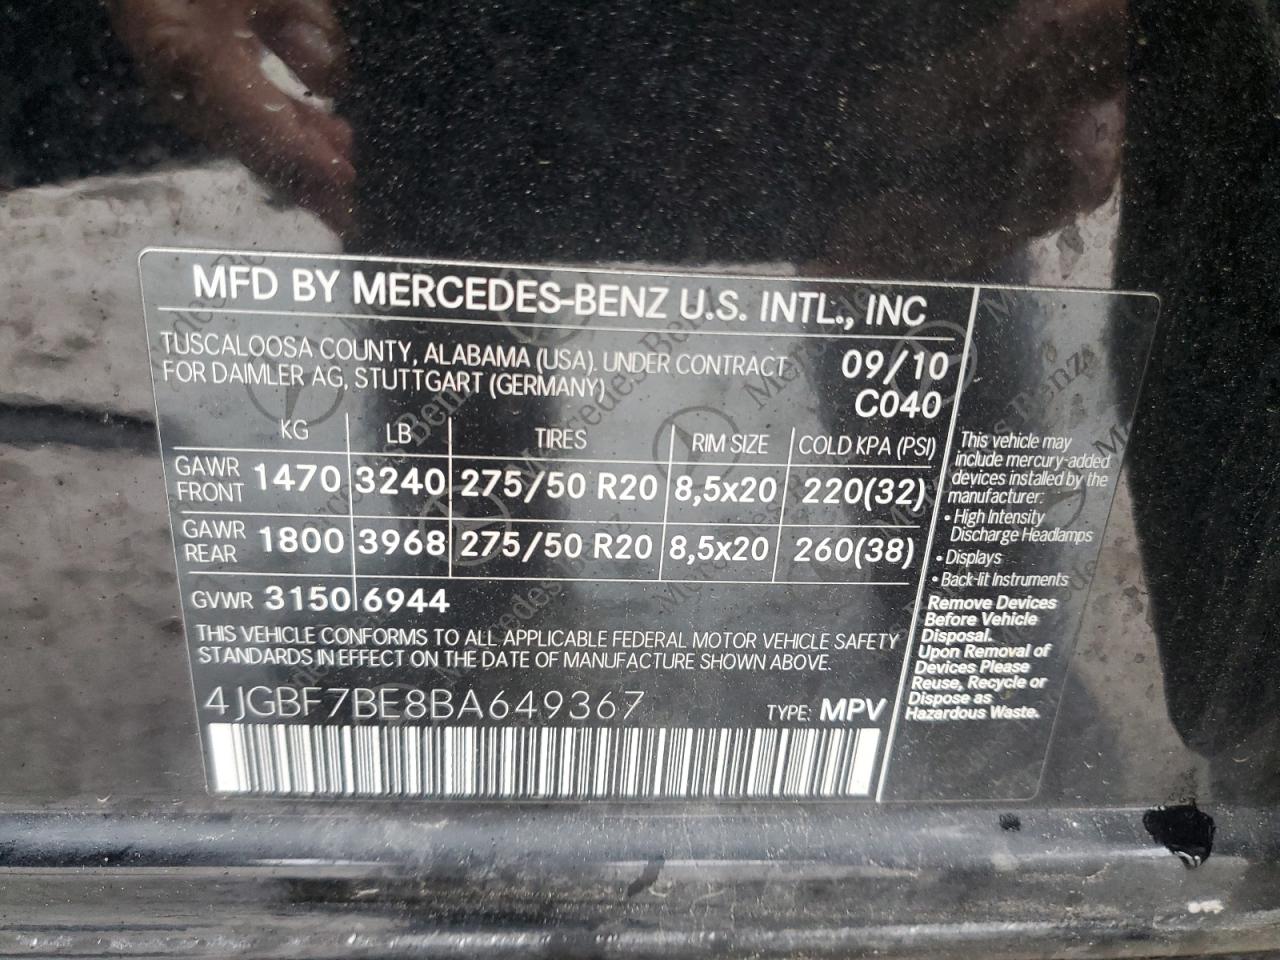 MFD BY MERCEDES-BENZ U.S. INTL., INC
TUSCALOOSA COUNTY, ALABAMA (USA). UNDER CONTRACT
FOR DAIMLER AG, STUTTGART (GERMANY)
09/10
C040
KG LB TIRES RIM SIZE COLD KPA (PSI)
GAWR FRONT 1470 3240 275/50 R20 8,5x20 220(32)
GAWR REAR 1800 3968 275/50 R20 8,5x20 260(38)
GVWR 3150 6944
THIS VEHICLE CONFORMS TO ALL APPLICABLE FEDERAL MOTOR VEHICLE SAFETY
STANDARDS IN EFFECT ON THE DATE OF MANUFACTURE SHOWN ABOVE.
4JGBF7BE8BA649367 TYPE: MPV
This vehicle may
include mercury-added
devices installed by the
manufacturer:
• High Intensity
Discharge Headlamps
• Displays
• Back-lit Instruments
Remove Devices
Before Vehicle
Disposal.
Upon Removal of
Devices Please
Reuse, Recycle or
Dispose as
Hazardous Waste.